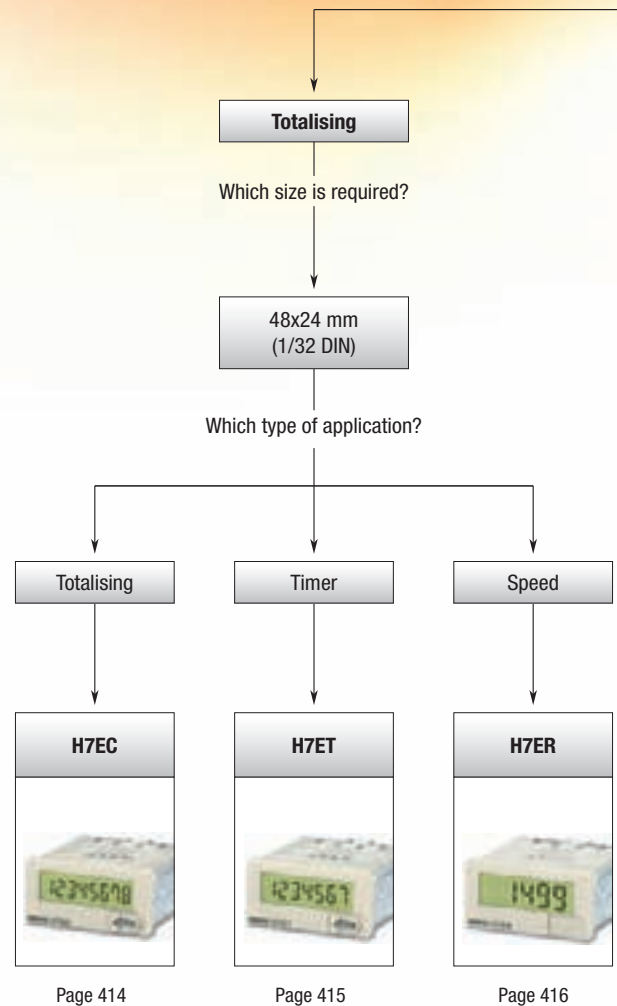 Totalising
Which size is required?
48x24 mm
(1/32 DIN)
Which type of application?
Totalising
Timer
Speed
H7EC
H7ET
H7ER
12345678
1234567
1499
Page 414
Page 415
Page 416